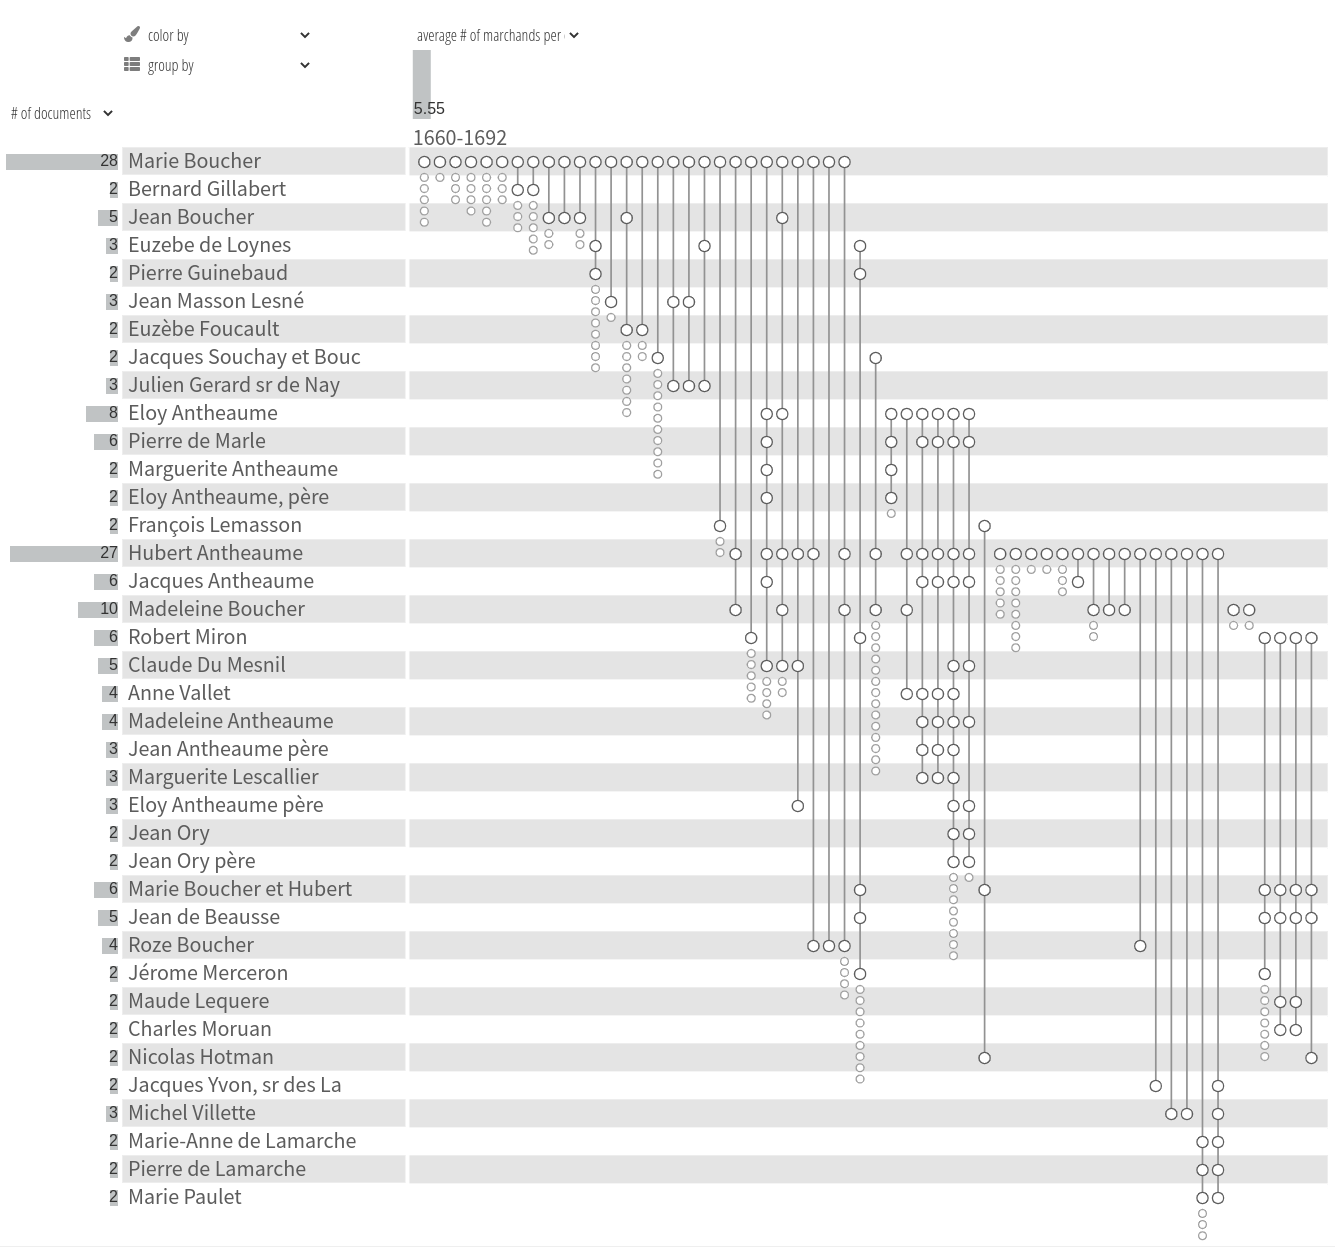 color by
average # of marchands per
group by
# of documents
5.55
1660-1692
28 Marie Boucher
2 Bernard Gillabert
5 Jean Boucher
3 Euzebe de Loynes
2 Pierre Guinebaud
3 Jean Masson Lesné
2 Euzèbe Foucault
2 Jacques Souchay et Bouc
3 Julien Gerard sr de Nay
8 Eloy Antheaume
6 Pierre de Marle
2 Marguerite Antheaume
2 Eloy Antheaume, père
2 François Lemasson
27 Hubert Antheaume
6 Jacques Antheaume
10 Madeleine Boucher
6 Robert Miron
5 Claude Du Mesnil
4 Anne Vallet
4 Madeleine Antheaume
3 Jean Antheaume père
3 Marguerite Lescallier
3 Eloy Antheaume père
2 Jean Ory
2 Jean Ory père
6 Marie Boucher et Hubert
5 Jean de Beausse
4 Roze Boucher
2 Jérome Merceron
2 Maude Lequere
2 Charles Moruan
2 Nicolas Hotman
2 Jacques Yvon, sr des La
3 Michel Villette
2 Marie-Anne de Lamarche
2 Pierre de Lamarche
2 Marie Paulet